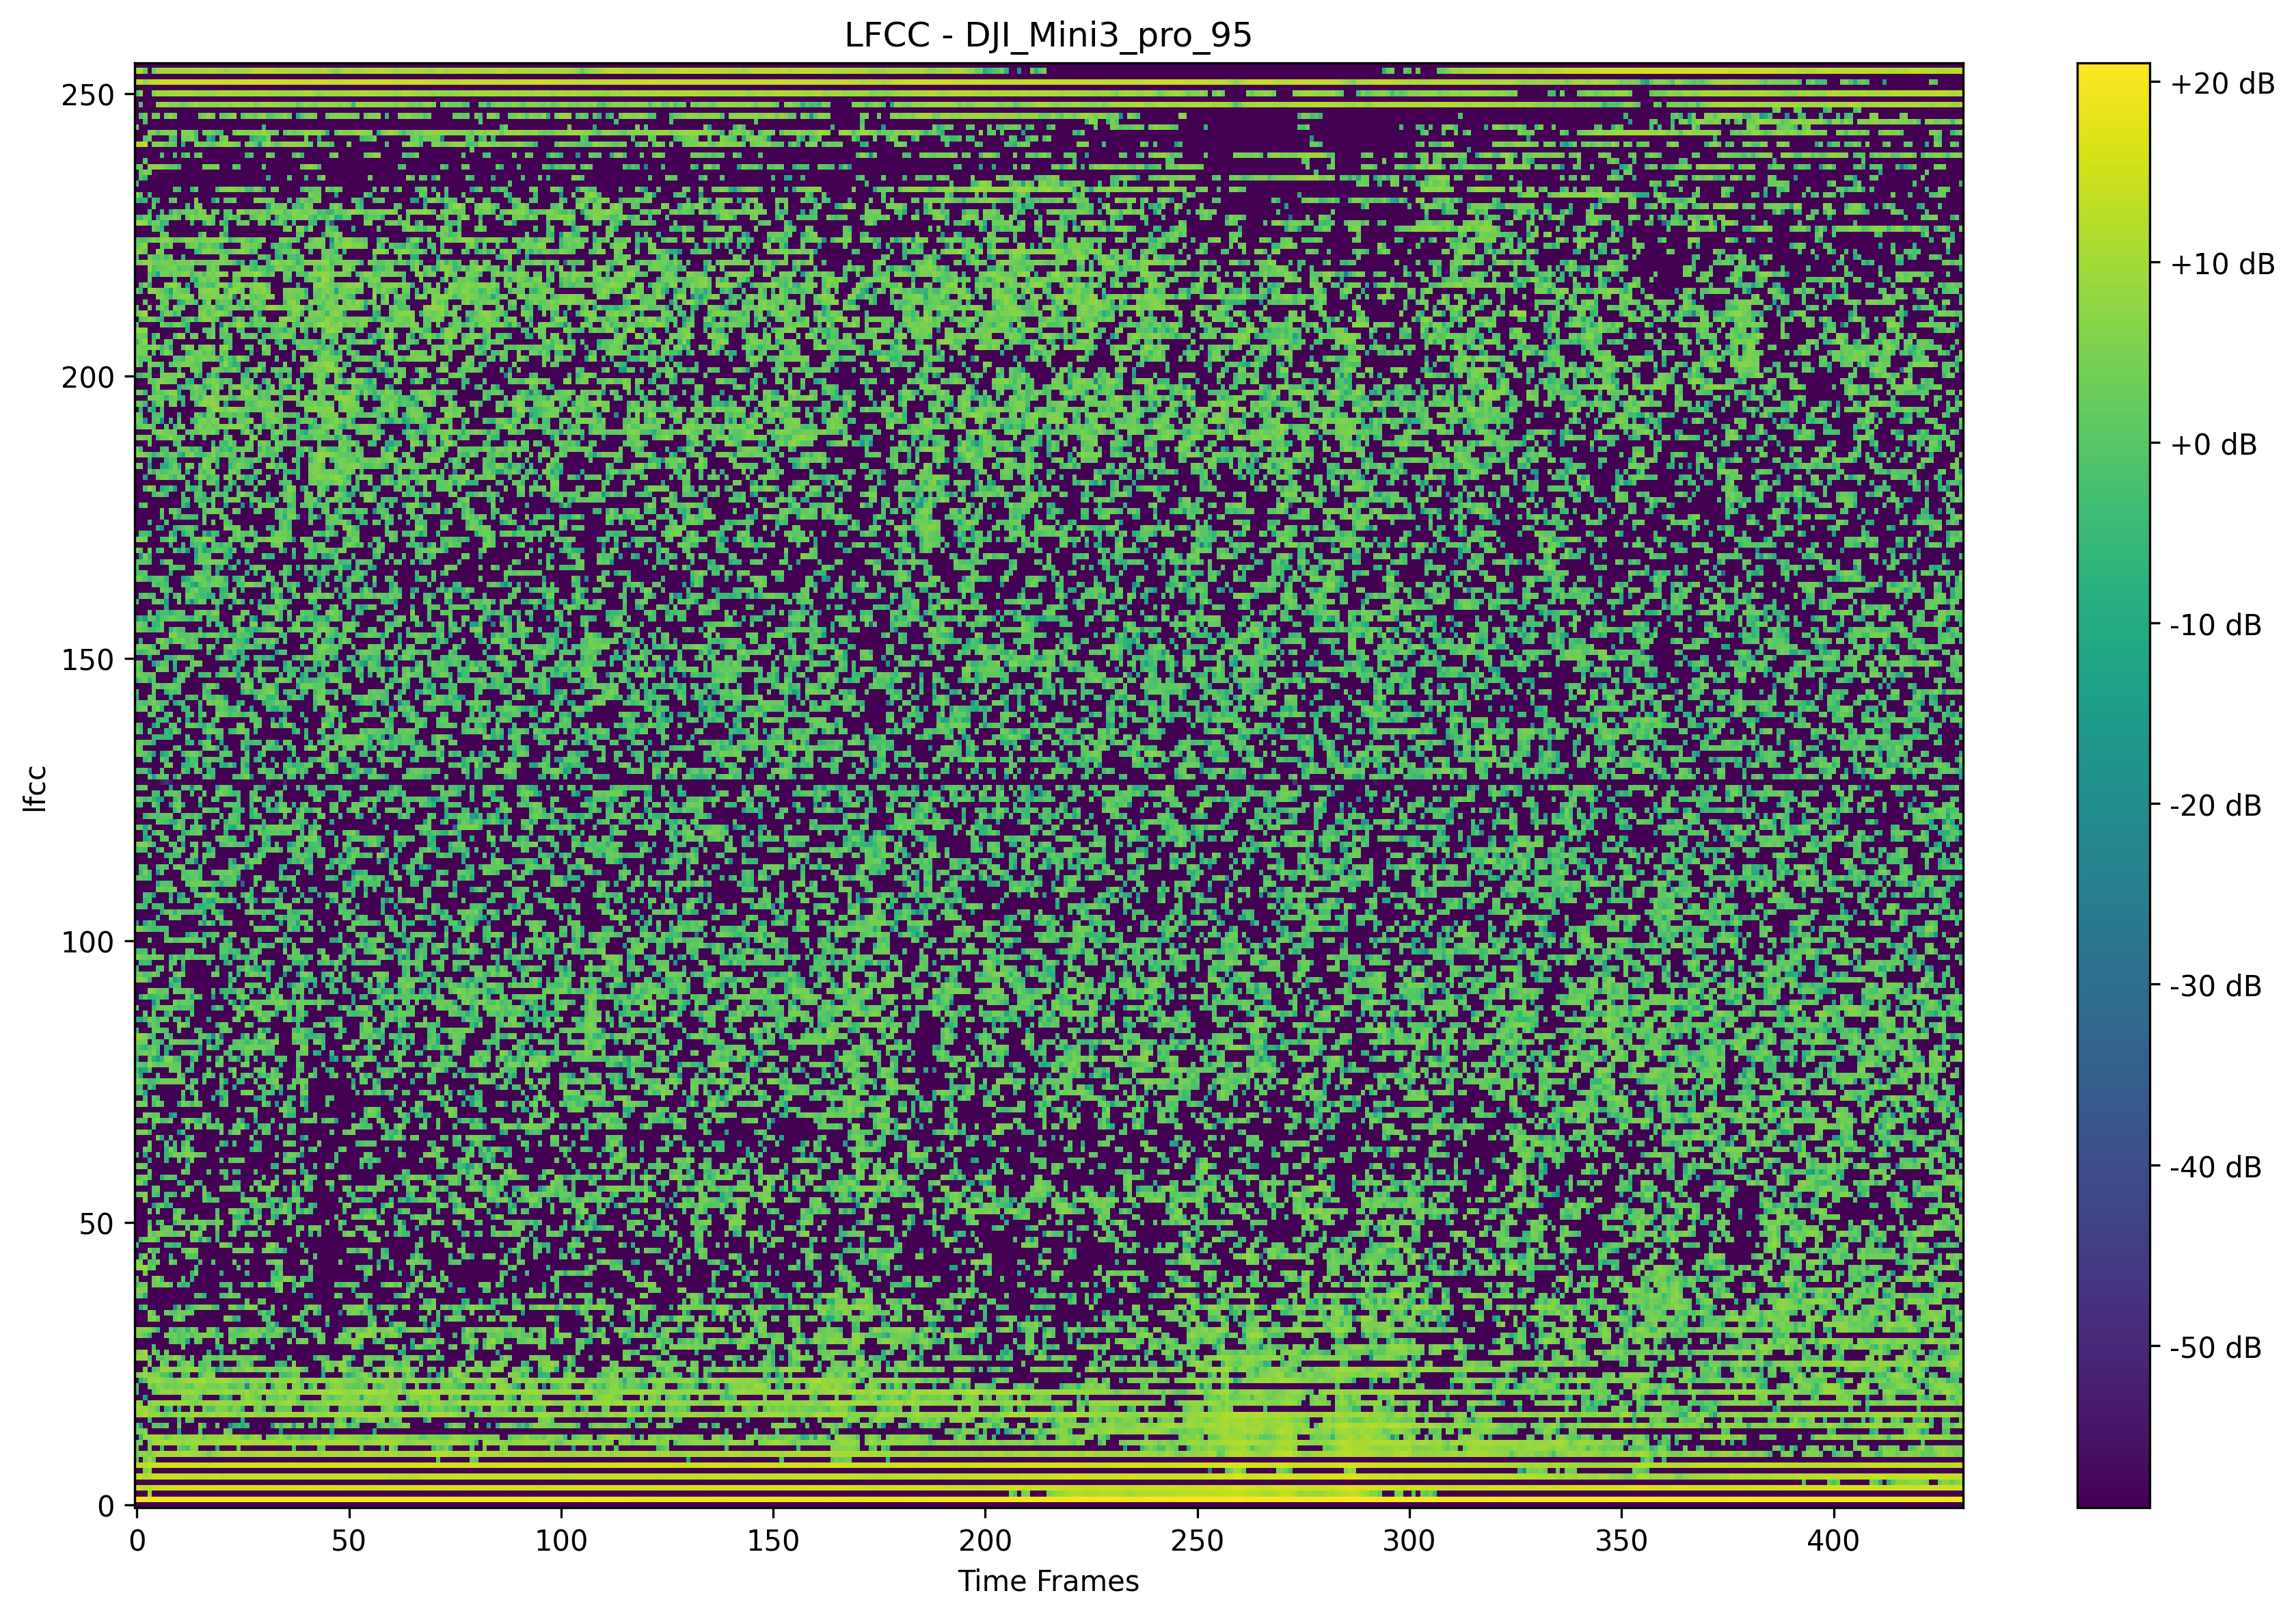 LFCC - DJI_Mini3_pro_95
250
200
150
100
50
0
lfcc
0 50 100 150 200 250 300 350 400
Time Frames
+20 dB
+10 dB
+0 dB
-10 dB
-20 dB
-30 dB
-40 dB
-50 dB